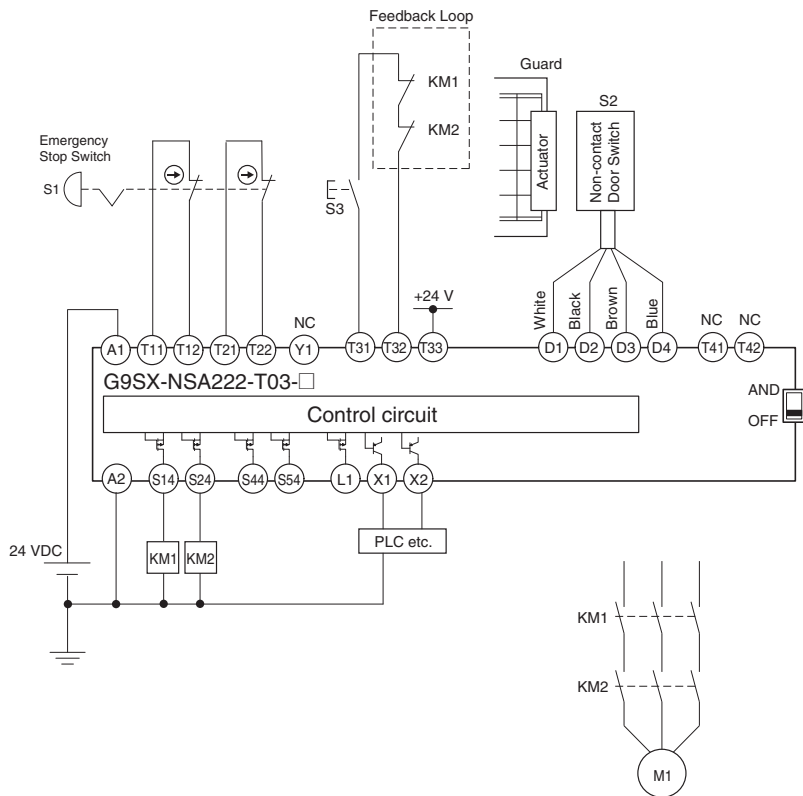 Feedback Loop
Guard
KM1
S2
Emergency
Stop Switch
KM2
Actuator
Non-contact
Door Switch
S1
S3
+24 V
White
Black
Brown
Blue
NC
NC
NC
A1
T11
T12
T21
T22
Y1
T31
T32
T33
D1
D2
D3
D4
T41
T42
G9SX-NSA222-T03-□
AND
Control circuit
OFF
A2
S14
S24
S44
S54
L1
X1
X2
24 VDC
KM1
KM2
PLC etc.
KM1
KM2
M1